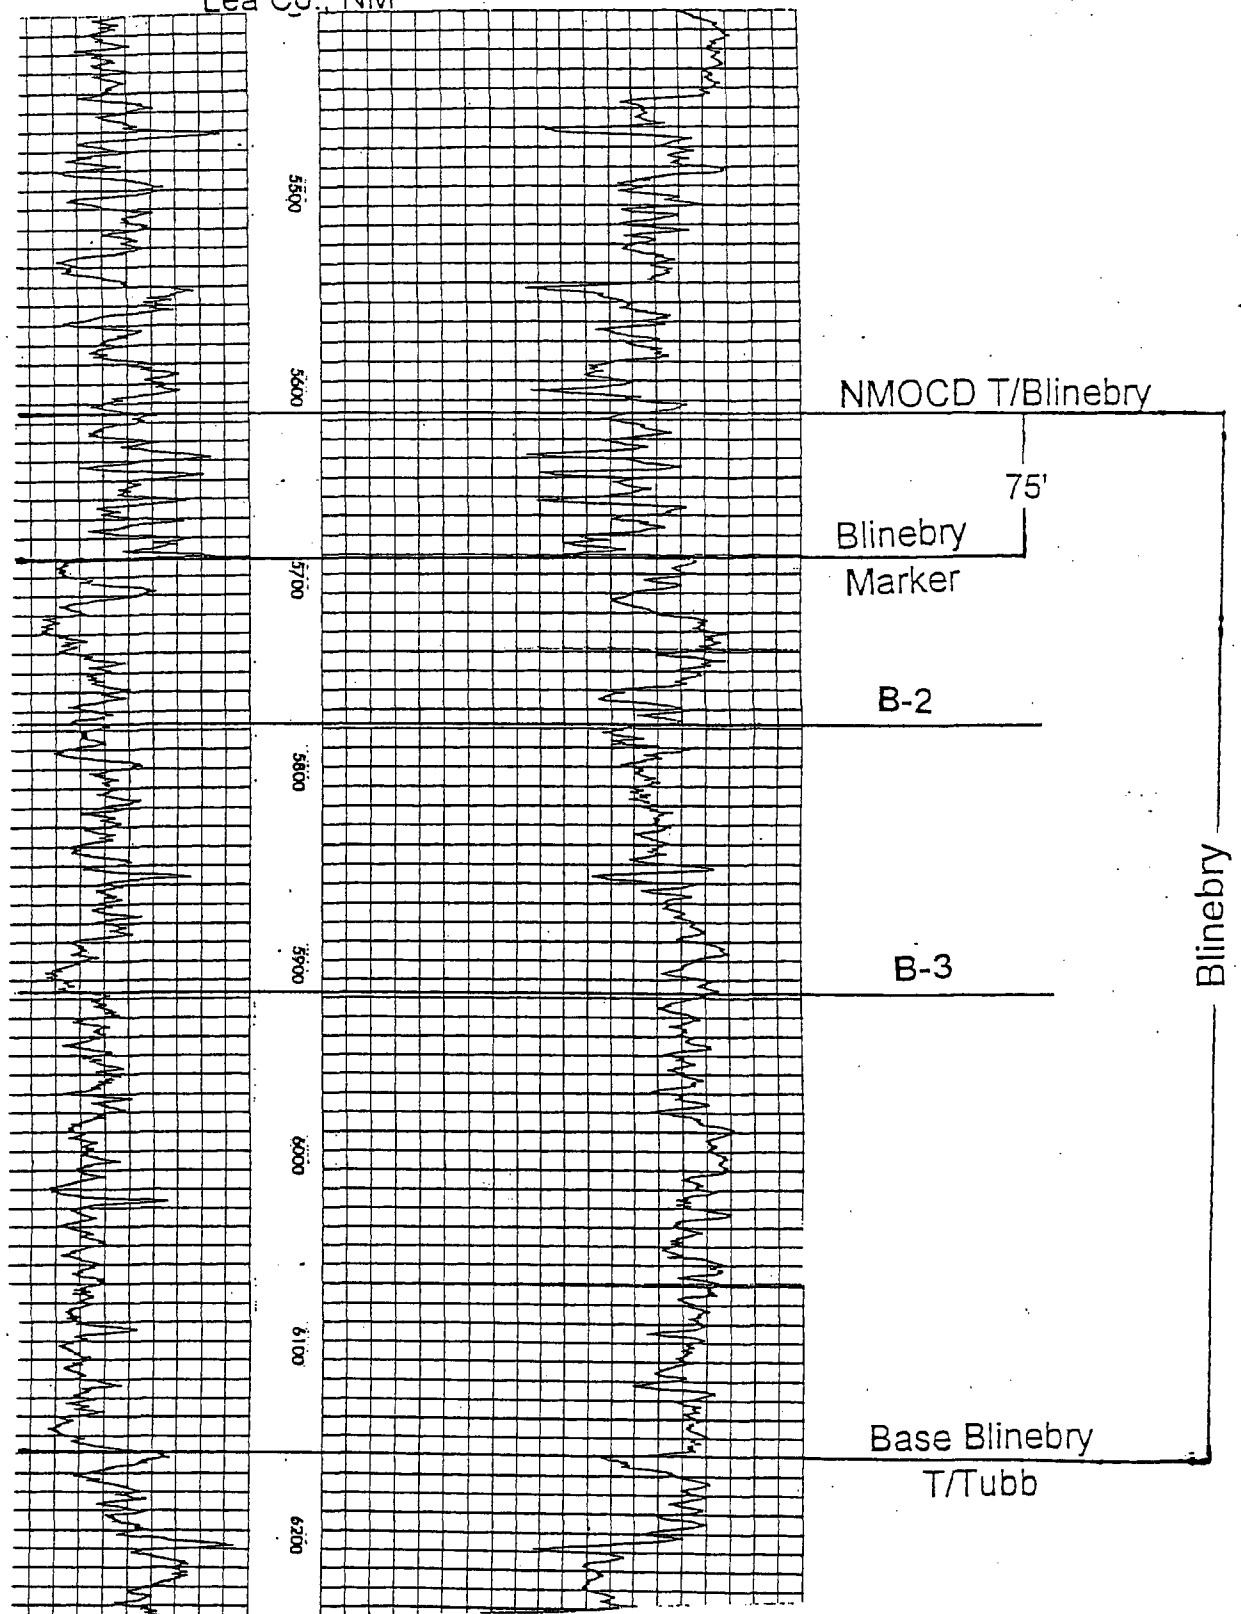 Lea Co., NM
5500
5600
NMOCD T/Blinebry
75'
Blinebry
Marker
5700
B-2
5800
Blinebry
5900
B-3
6000
6100
Base Blinebry
T/Tubb
6200